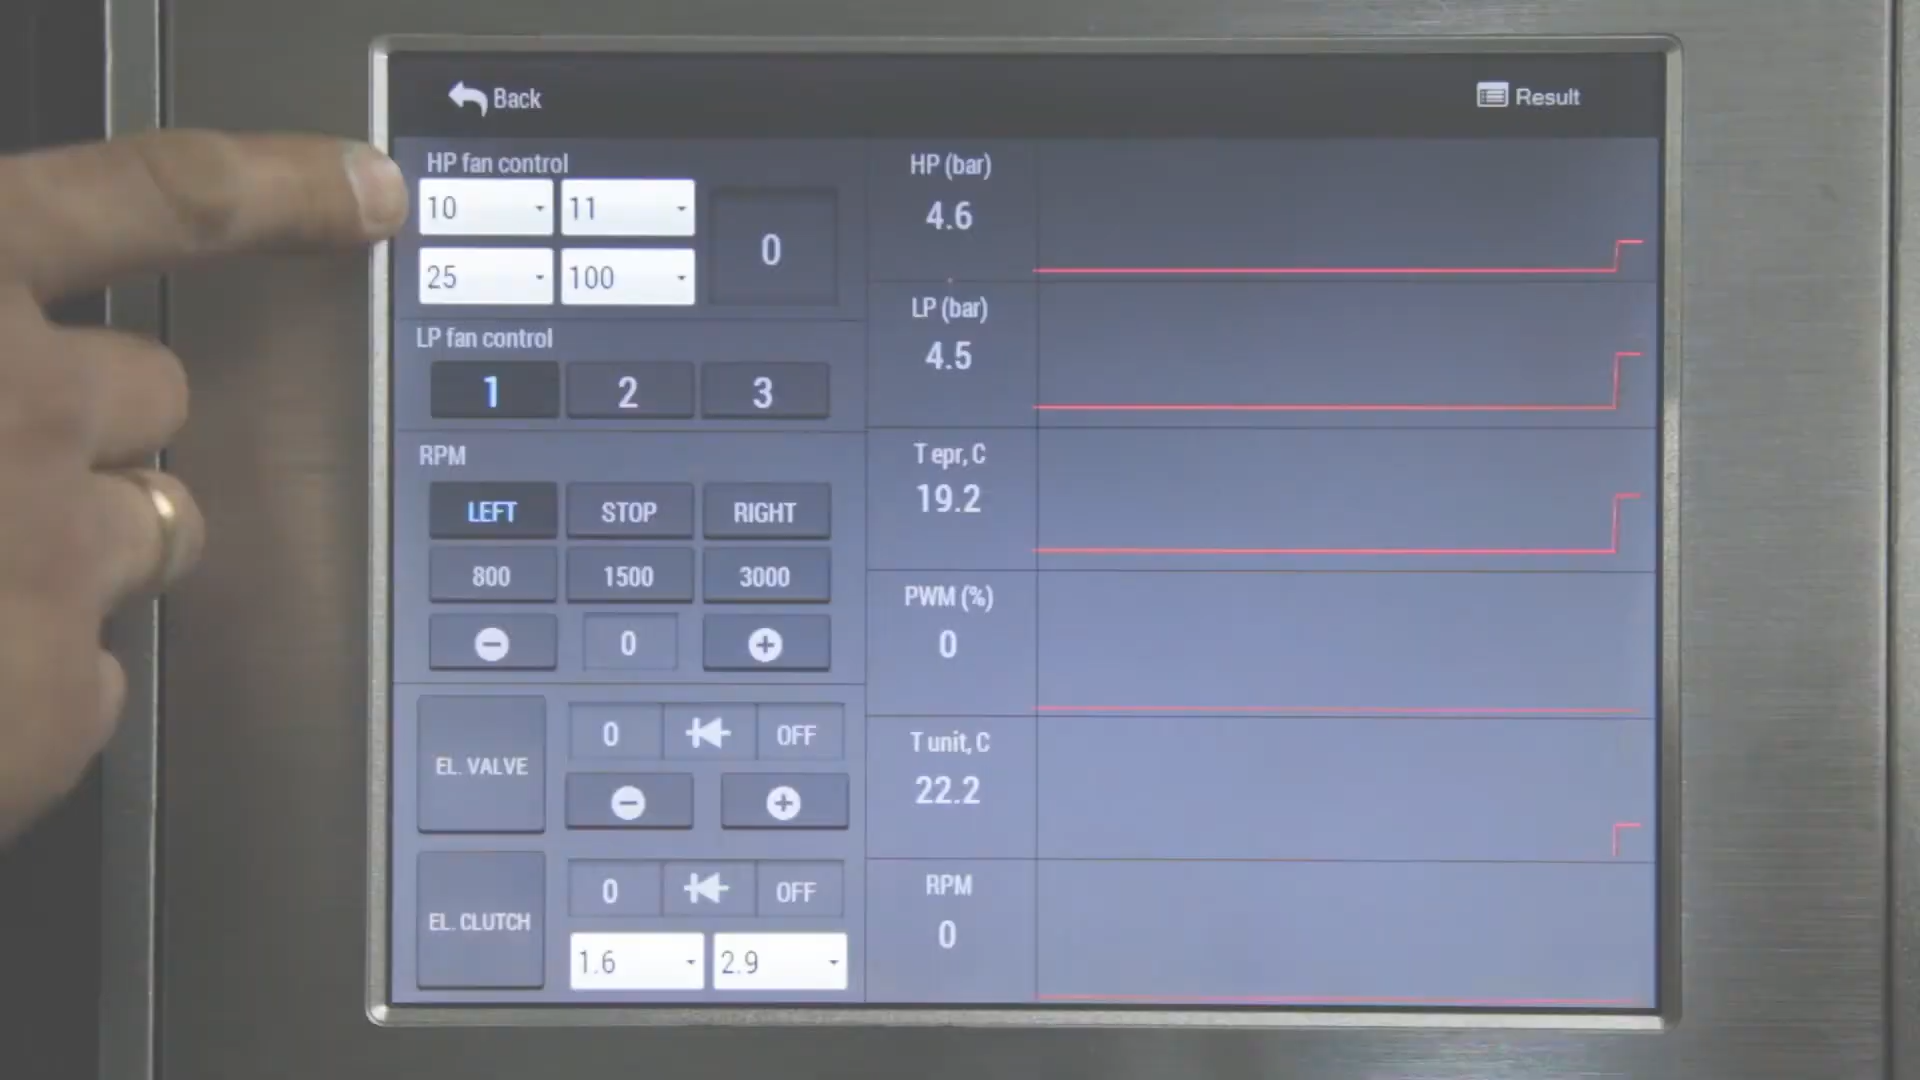 Back
Result
HP fan control
10 11
25 100
0
LP fan control
1 2 3
RPM
LEFT STOP RIGHT
800 1500 3000
0
EL. VALVE
0 OFF
EL. CLUTCH
0 OFF
1.6 2.9
HP (bar)
4.6
LP (bar)
4.5
T epr, C
19.2
PWM (%)
0
T unit, C
22.2
RPM
0